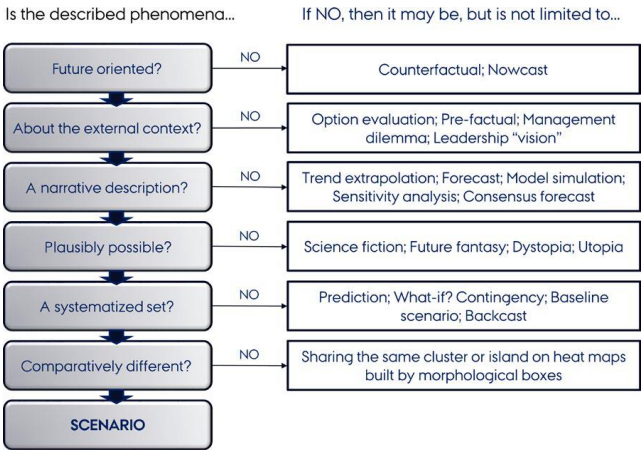 Is the described phenomena...
If NO, then it may be, but is not limited to...
Future oriented?
NO
Counterfactual; Nowcast
About the external context?
NO
Option evaluation; Pre-factual; Management
dilemma; Leadership “vision”
A narrative description?
NO
Trend extrapolation; Forecast; Model simulation;
Sensitivity analysis; Consensus forecast
Plausibly possible?
NO
Science fiction; Future fantasy; Dystopia; Utopia
A systematized set?
NO
Prediction; What-if? Contingency; Baseline
scenario; Backcast
Comparatively different?
NO
Sharing the same cluster or island on heat maps
built by morphological boxes
SCENARIO